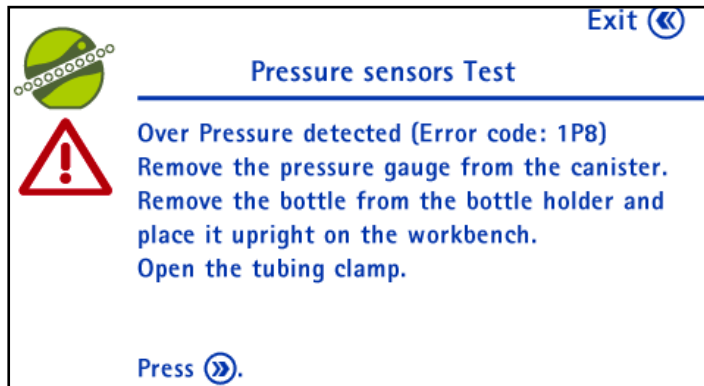 Exit
Pressure sensors Test
Over Pressure detected (Error code: 1P8)
Remove the pressure gauge from the canister.
Remove the bottle from the bottle holder and
place it upright on the workbench.
Open the tubing clamp.
Press .